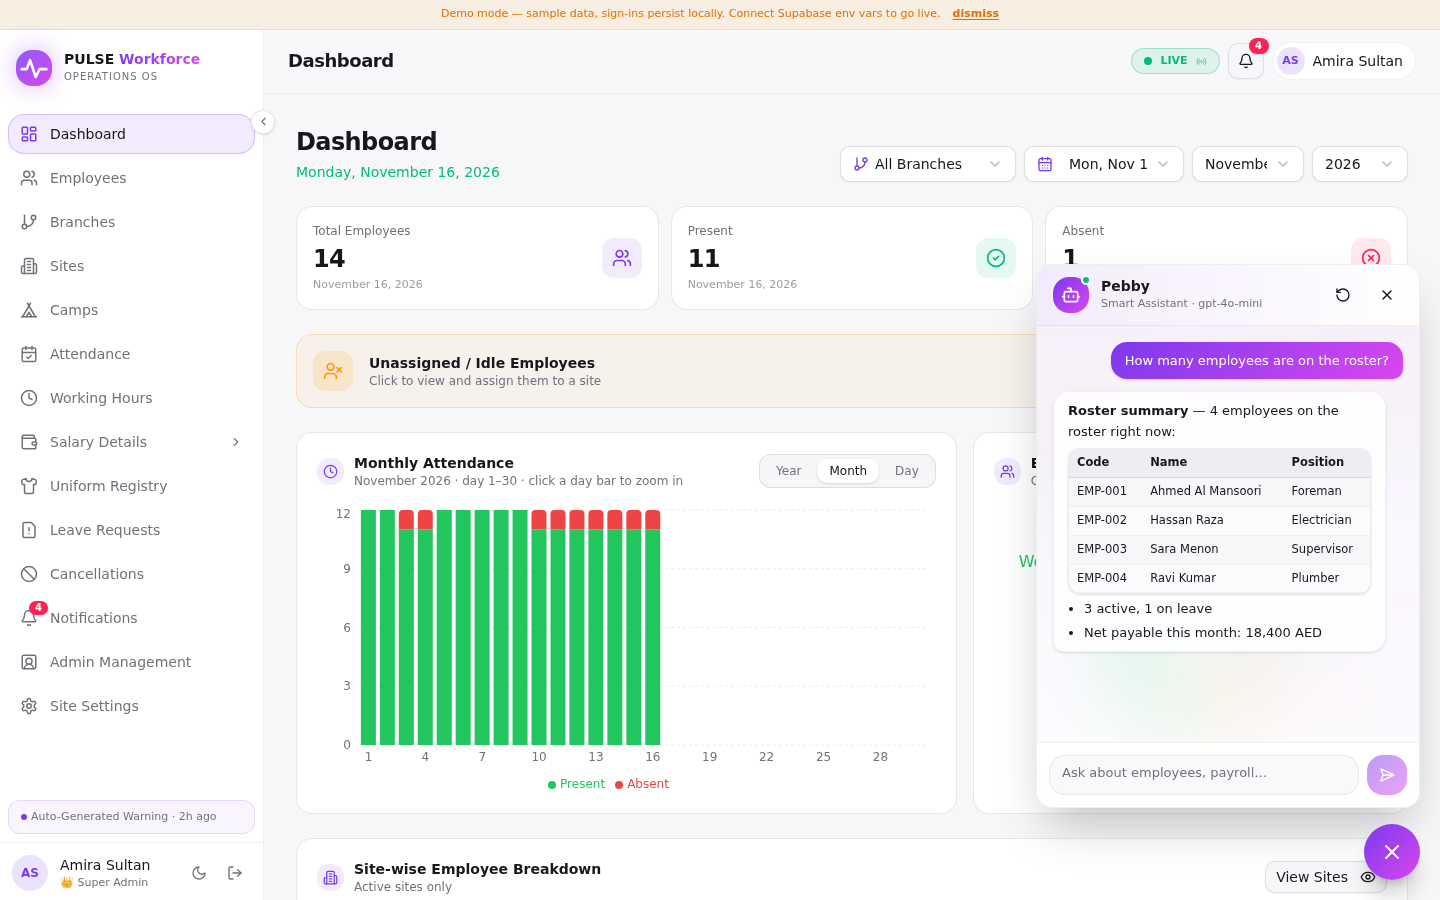 Demo mode — sample data, sign-ins persist locally. Connect Supabase env vars to go live. dismiss
PULSE Workforce
OPERATIONS OS
Dashboard
Employees
Branches
Sites
Camps
Attendance
Working Hours
Salary Details
Uniform Registry
Leave Requests
Cancellations
4
Notifications
Admin Management
Site Settings
Auto-Generated Warning · 2h ago
AS
Amira Sultan
👑 Super Admin
Dashboard
LIVE
4
AS
Amira Sultan
Dashboard
Monday, November 16, 2026
All Branches
Mon, Nov 1
Novembe
2026
Total Employees
14
November 16, 2026
Present
11
November 16, 2026
Absent
1
Unassigned / Idle Employees
Click to view and assign them to a site
Monthly Attendance
November 2026 · day 1–30 · click a day bar to zoom in
Year
Month
Day
12
9
6
3
0
1
4
7
10
13
16
19
22
25
28
Present
Absent
Site-wise Employee Breakdown
Active sites only
View Sites
Pebby
Smart Assistant · gpt-4o-mini
How many employees are on the roster?
Roster summary — 4 employees on the
roster right now:
Code Name Position
EMP-001 Ahmed Al Mansoori Foreman
EMP-002 Hassan Raza Electrician
EMP-003 Sara Menon Supervisor
EMP-004 Ravi Kumar Plumber
• 3 active, 1 on leave
• Net payable this month: 18,400 AED
Ask about employees, payroll...